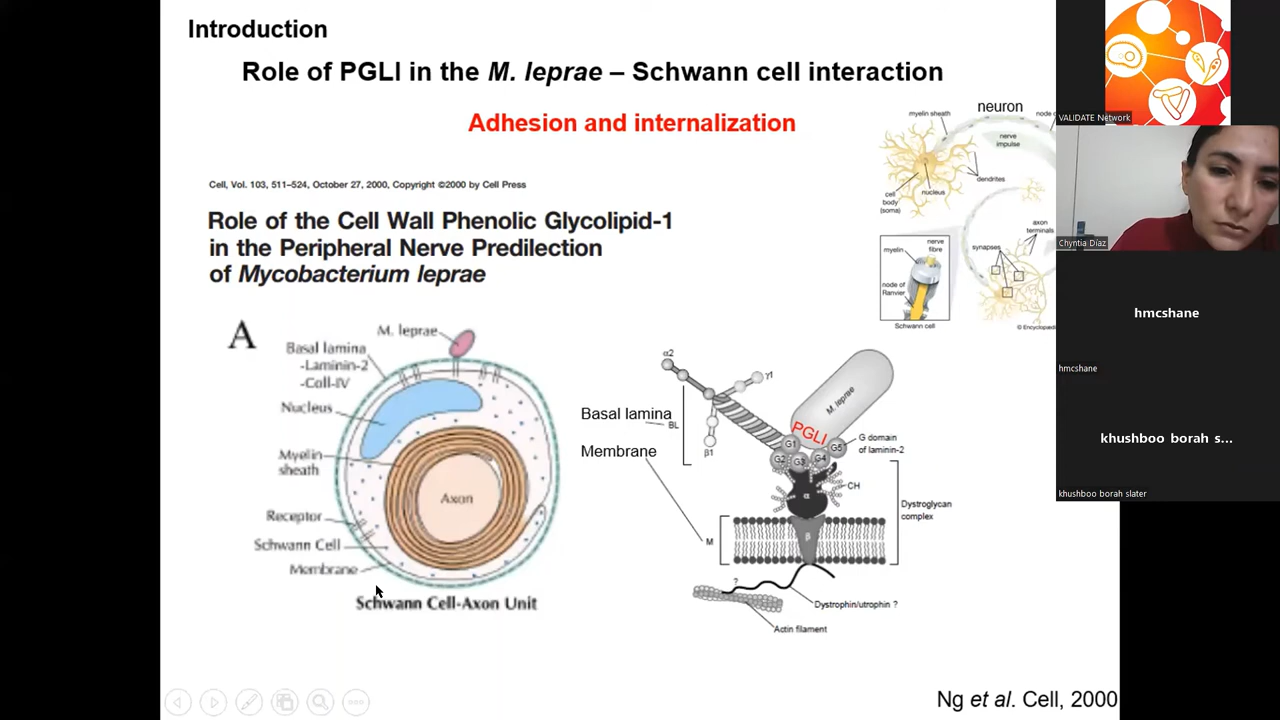 Introduction
Role of PGLI in the M. leprae – Schwann cell interaction
Adhesion and internalization
Cell, Vol. 103, 511–524, October 27, 2000, Copyright ©2000 by Cell Press
Role of the Cell Wall Phenolic Glycolipid-1
in the Peripheral Nerve Predilection
of Mycobacterium leprae
neuron
myelin sheath
node o
nerve
impulse
dendrites
nucleus
cell
body
(soma)
axon
terminals
synapses
myelin
nerve
fibre
node of
Ranvier
Schwann cell
© Encyclopæd
A
M. leprae
Basal lamina
-Laminin-2
-Coll-IV
Nucleus
Myelin
sheath
Axon
Receptor
Schwann Cell
Membrane
Schwann Cell-Axon Unit
α2
γ1
β1
Basal lamina
BL
Membrane
M. leprae
PGLI
G1
G2
G3
G4
G5
G domain
of laminin-2
CH
α
β
Dystroglycan
complex
M
?
Dystrophin/utrophin ?
Actin filament
Ng et al. Cell, 2000
VALIDATE Network
Chyntia Díaz
hmcshane
hmcshane
khushboo borah s...
khushboo borah slater